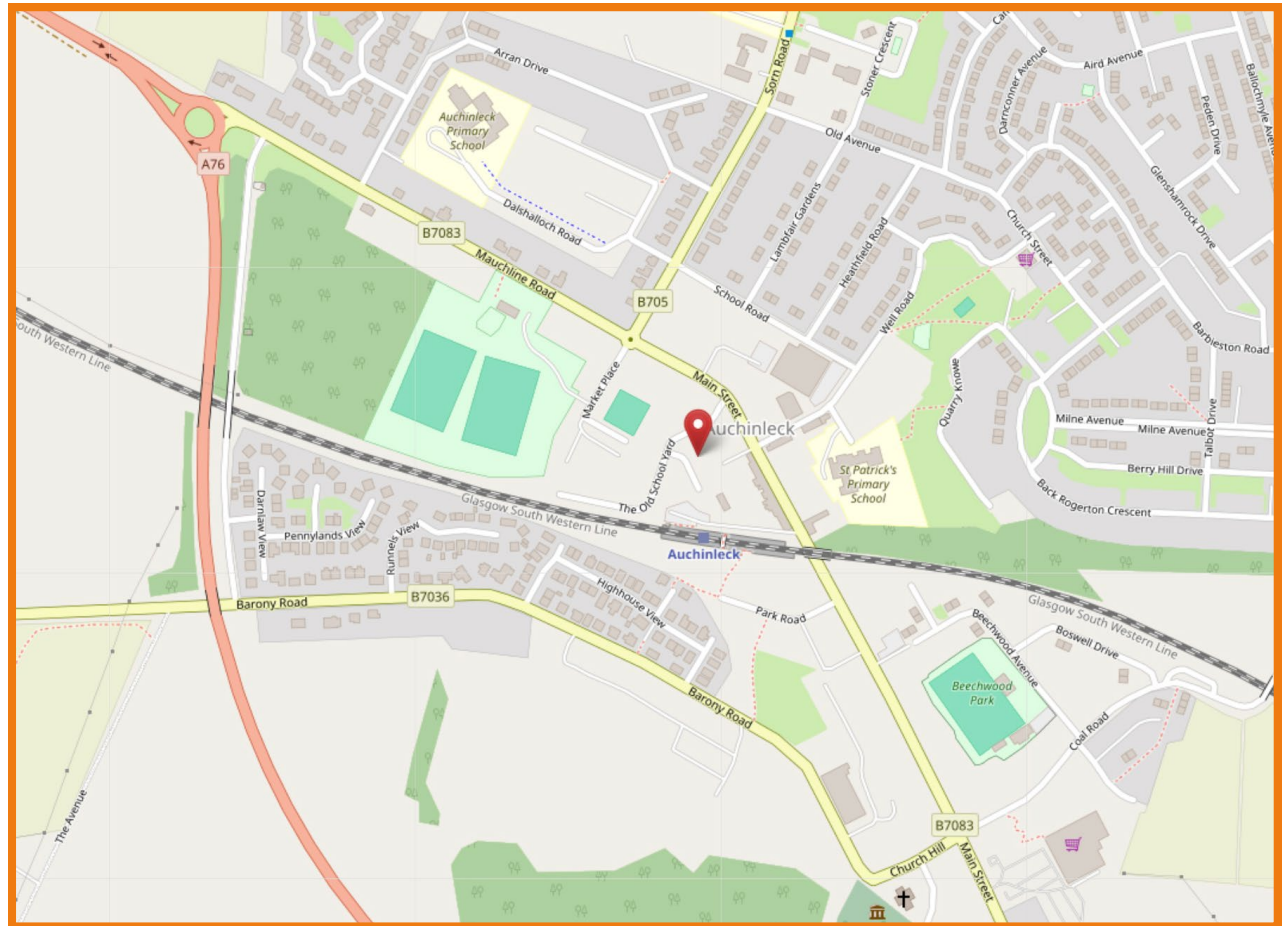 Arran Drive
Sorn Road
Stoner Crescent
Aird Avenue
Darnconner Avenue
Peden Drive
Auchinleck
Primary
School
Old Avenue
A76
Glenshamrock Drive
Dalshalloch Road
Lambfair Gardens
Church Street
B7083
Heathfield Road
Mauchline Road
B705
School Road
Well Road
South Western Line
Barbieston Road
Market Place
Main Street
Quarry Knowe
Auchinleck
Milne Avenue
Milne Avenue
Talbot Drive
St Patrick's
Primary
School
Berry Hill Drive
The Old School Yard
Back Rogerton Crescent
Darnlaw View
Pennylands View
Runnels View
Glasgow South Western Line
Auchinleck
Barony Road
B7036
Highhouse View
Park Road
Glasgow South Western Line
Beechwood Avenue
Boswell Drive
Beechwood
Park
Barony Road
Coal Road
The Avenue
B7083
Church Hill
Main Street